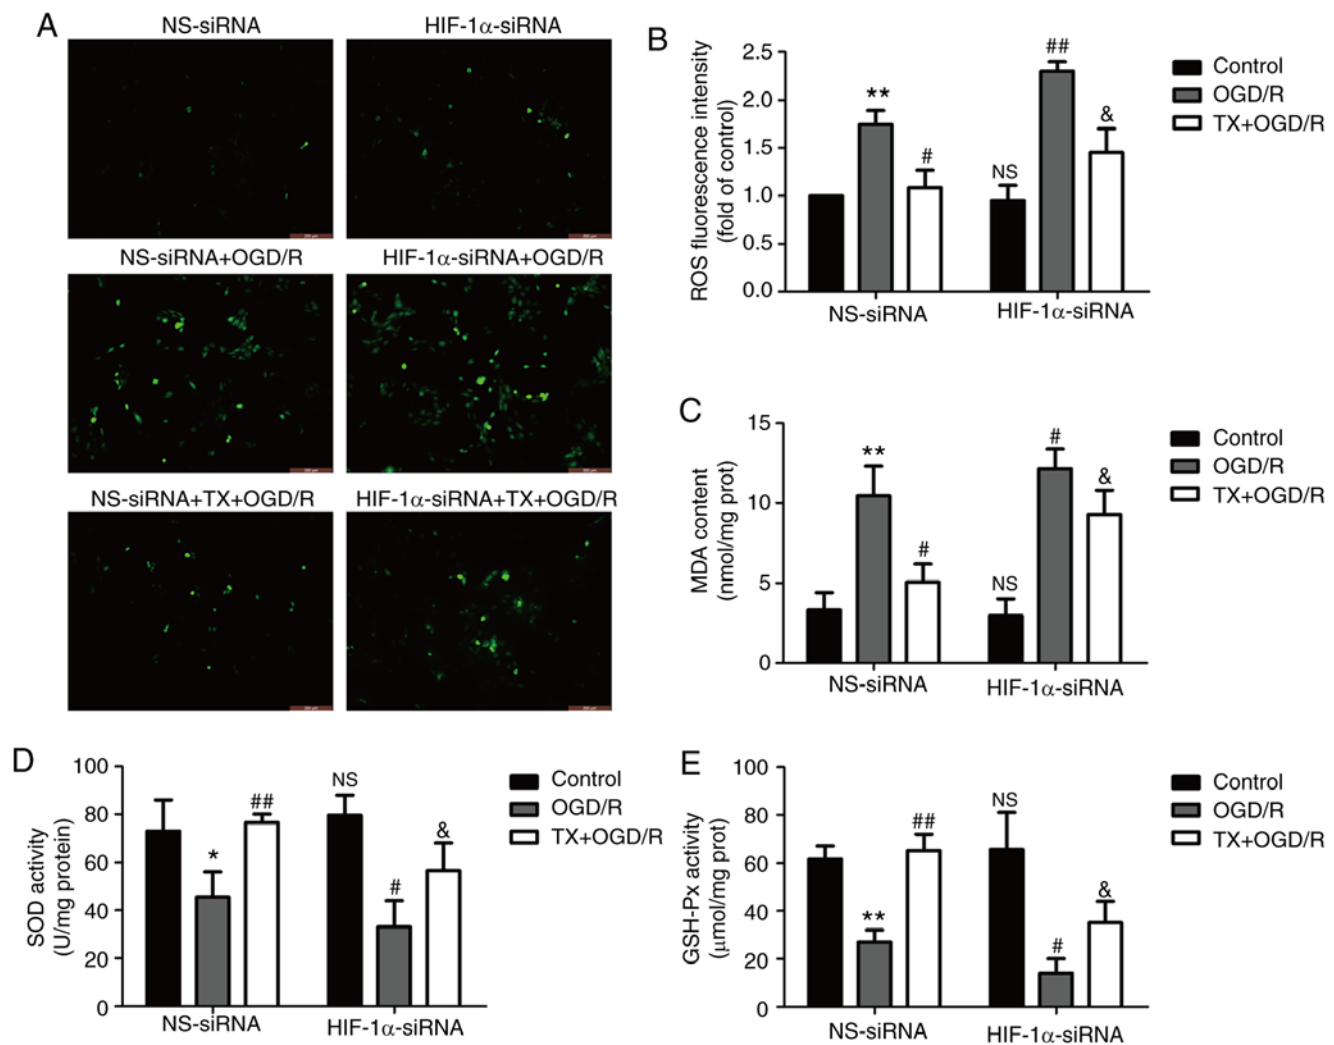 A
NS-siRNA
HIF-1α-siRNA
NS-siRNA+OGD/R
HIF-1α-siRNA+OGD/R
NS-siRNA+TX+OGD/R
HIF-1α-siRNA+TX+OGD/R
B
ROS fluorescence intensity
(fold of control)
2.5
2.0
1.5
1.0
0.5
0.0
**
#
NS
##
&
NS-siRNA
HIF-1α-siRNA
Control
OGD/R
TX+OGD/R
C
MDA content
(nmol/mg prot)
15
10
5
0
**
#
NS
#
&
NS-siRNA
HIF-1α-siRNA
Control
OGD/R
TX+OGD/R
D
SOD activity
(U/mg protein)
100
80
60
40
20
0
*
##
NS
#
&
NS-siRNA
HIF-1α-siRNA
Control
OGD/R
TX+OGD/R
E
GSH-Px activity
(μmol/mg prot)
100
80
60
40
20
0
**
##
NS
#
&
NS-siRNA
HIF-1α-siRNA
Control
OGD/R
TX+OGD/R